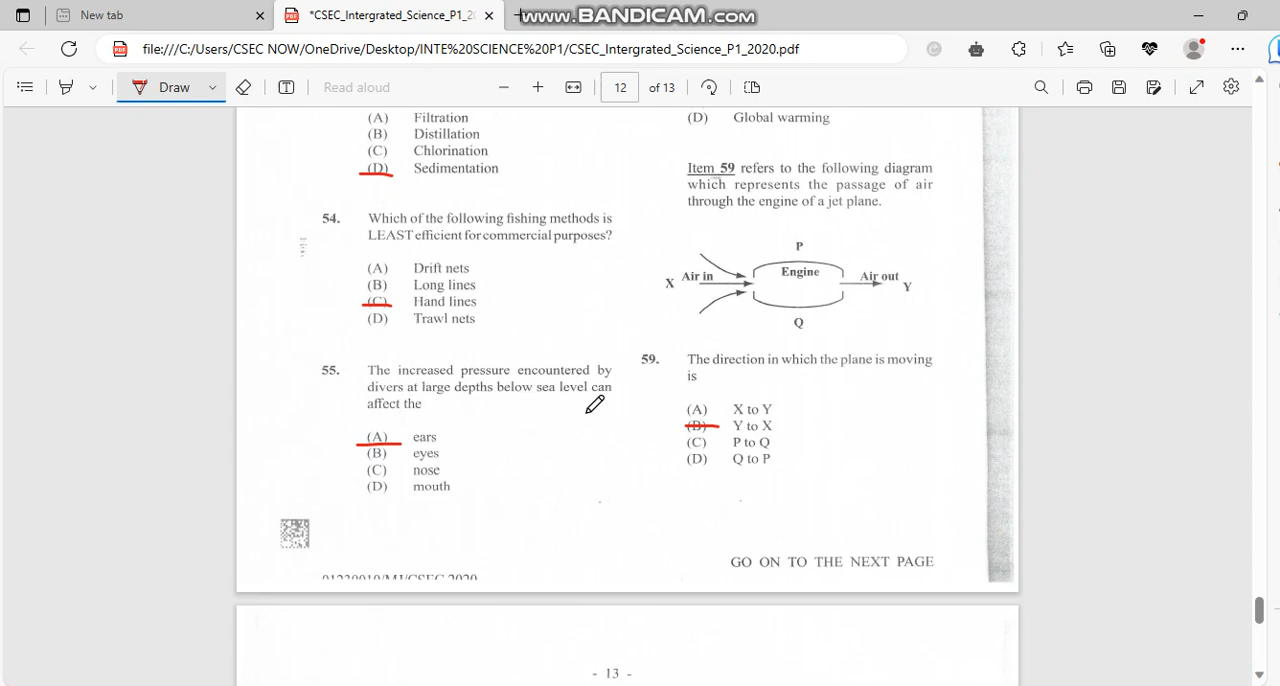 New tab
*CSEC_Intergrated_Science_P1_20
www.BANDICAM.com
file:///C:/Users/CSEC NOW/OneDrive/Desktop/INTE%20SCIENCE%20P1/CSEC_Intergrated_Science_P1_2020.pdf
Draw
Read aloud
12 of 13
(A) Filtration
(B) Distillation
(C) Chlorination
(D) Sedimentation
54. Which of the following fishing methods is
LEAST efficient for commercial purposes?
(A) Drift nets
(B) Long lines
(C) Hand lines
(D) Trawl nets
55. The increased pressure encountered by
divers at large depths below sea level can
affect the
(A) ears
(B) eyes
(C) nose
(D) mouth
01230010/MJ/CSEC 2020
(D) Global warming
Item 59 refers to the following diagram
which represents the passage of air
through the engine of a jet plane.
P
X Air in Engine Air out Y
Q
59. The direction in which the plane is moving
is
(A) X to Y
(B) Y to X
(C) P to Q
(D) Q to P
GO ON TO THE NEXT PAGE
- 13 -